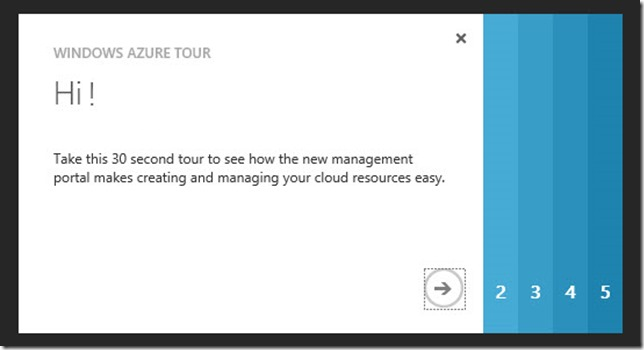 WINDOWS AZURE TOUR
Hi!
Take this 30 second tour to see how the new management
portal makes creating and managing your cloud resources easy.
2 3 4 5